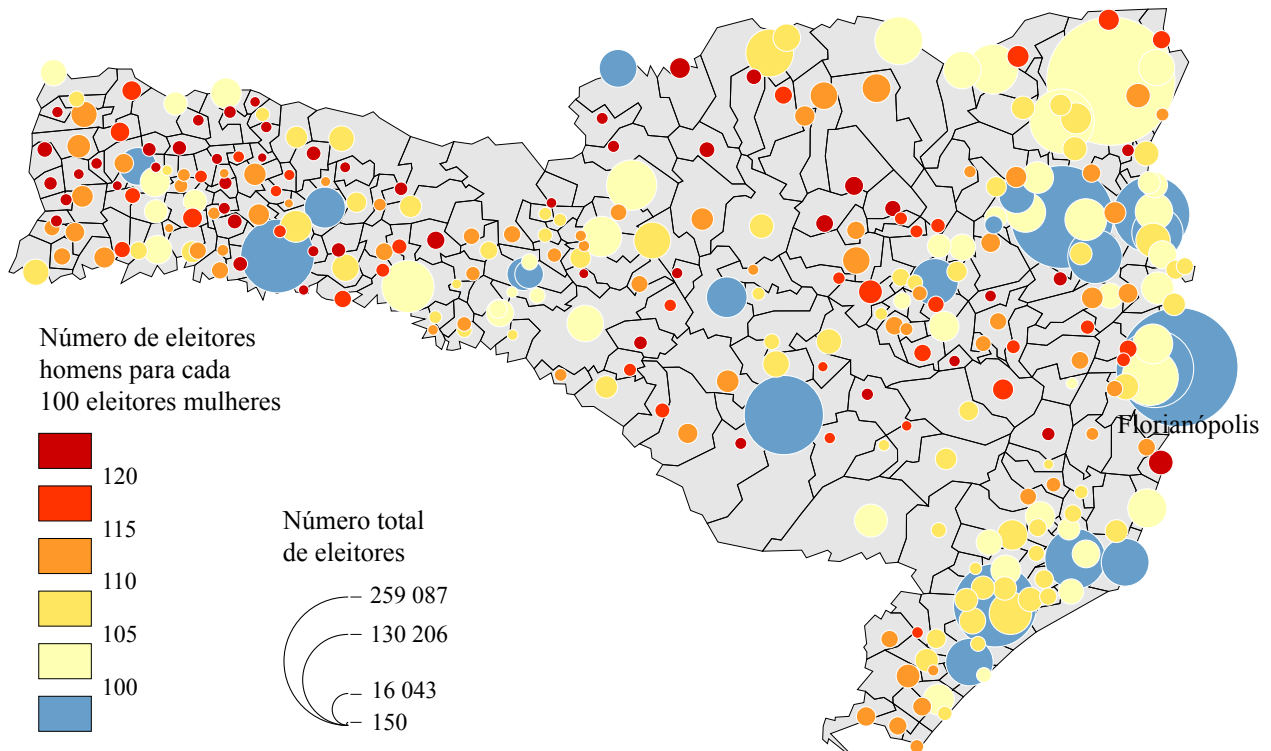 Número de eleitores
homens para cada
100 eleitores mulheres
120
115
110
105
100
Número total
de eleitores
259 087
130 206
16 043
150
Florianópolis